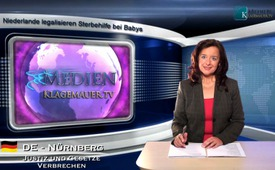 Niederlande legalisieren Sterbehilfe bei Babys
MEDIEN
KLAGEMAUER.TV
DE - NÜRNBERG
JUSTIZ UND GESETZE
VERBRECHEN